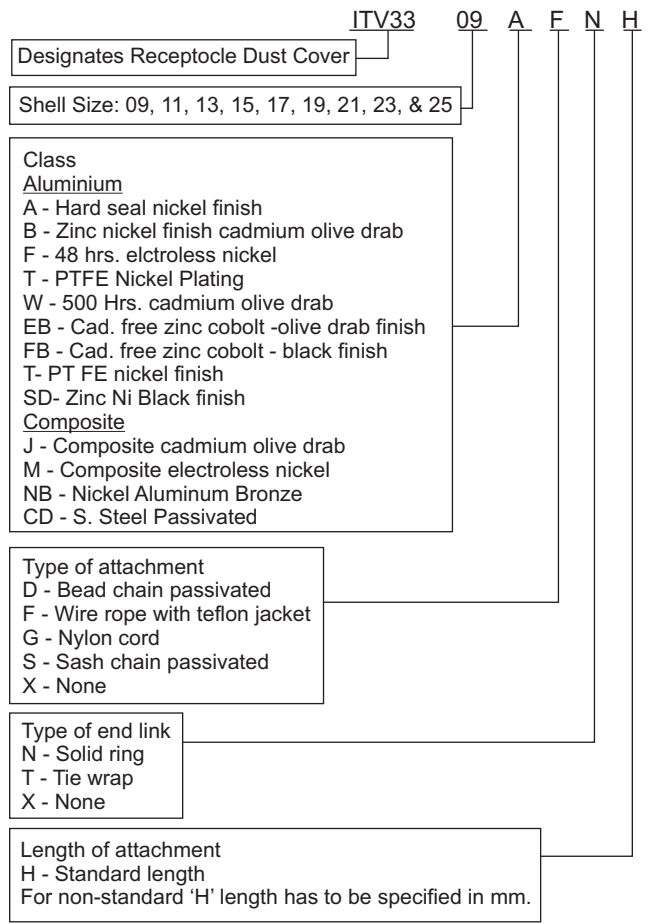 ITV33 09 A F N H
Designates Receptocle Dust Cover
Shell Size: 09, 11, 13, 15, 17, 19, 21, 23, & 25
Class
Aluminium
A - Hard seal nickel finish
B - Zinc nickel finish cadmium olive drab
F - 48 hrs. elctroless nickel
T - PTFE Nickel Plating
W - 500 Hrs. cadmium olive drab
EB - Cad. free zinc cobolt -olive drab finish
FB - Cad. free zinc cobolt - black finish
T- PT FE nickel finish
SD- Zinc Ni Black finish
Composite
J - Composite cadmium olive drab
M - Composite electroless nickel
NB - Nickel Aluminum Bronze
CD - S. Steel Passivated
Type of attachment
D - Bead chain passivated
F - Wire rope with teflon jacket
G - Nylon cord
S - Sash chain passivated
X - None
Type of end link
N - Solid ring
T - Tie wrap
X - None
Length of attachment
H - Standard length
For non-standard ‘H’ length has to be specified in mm.